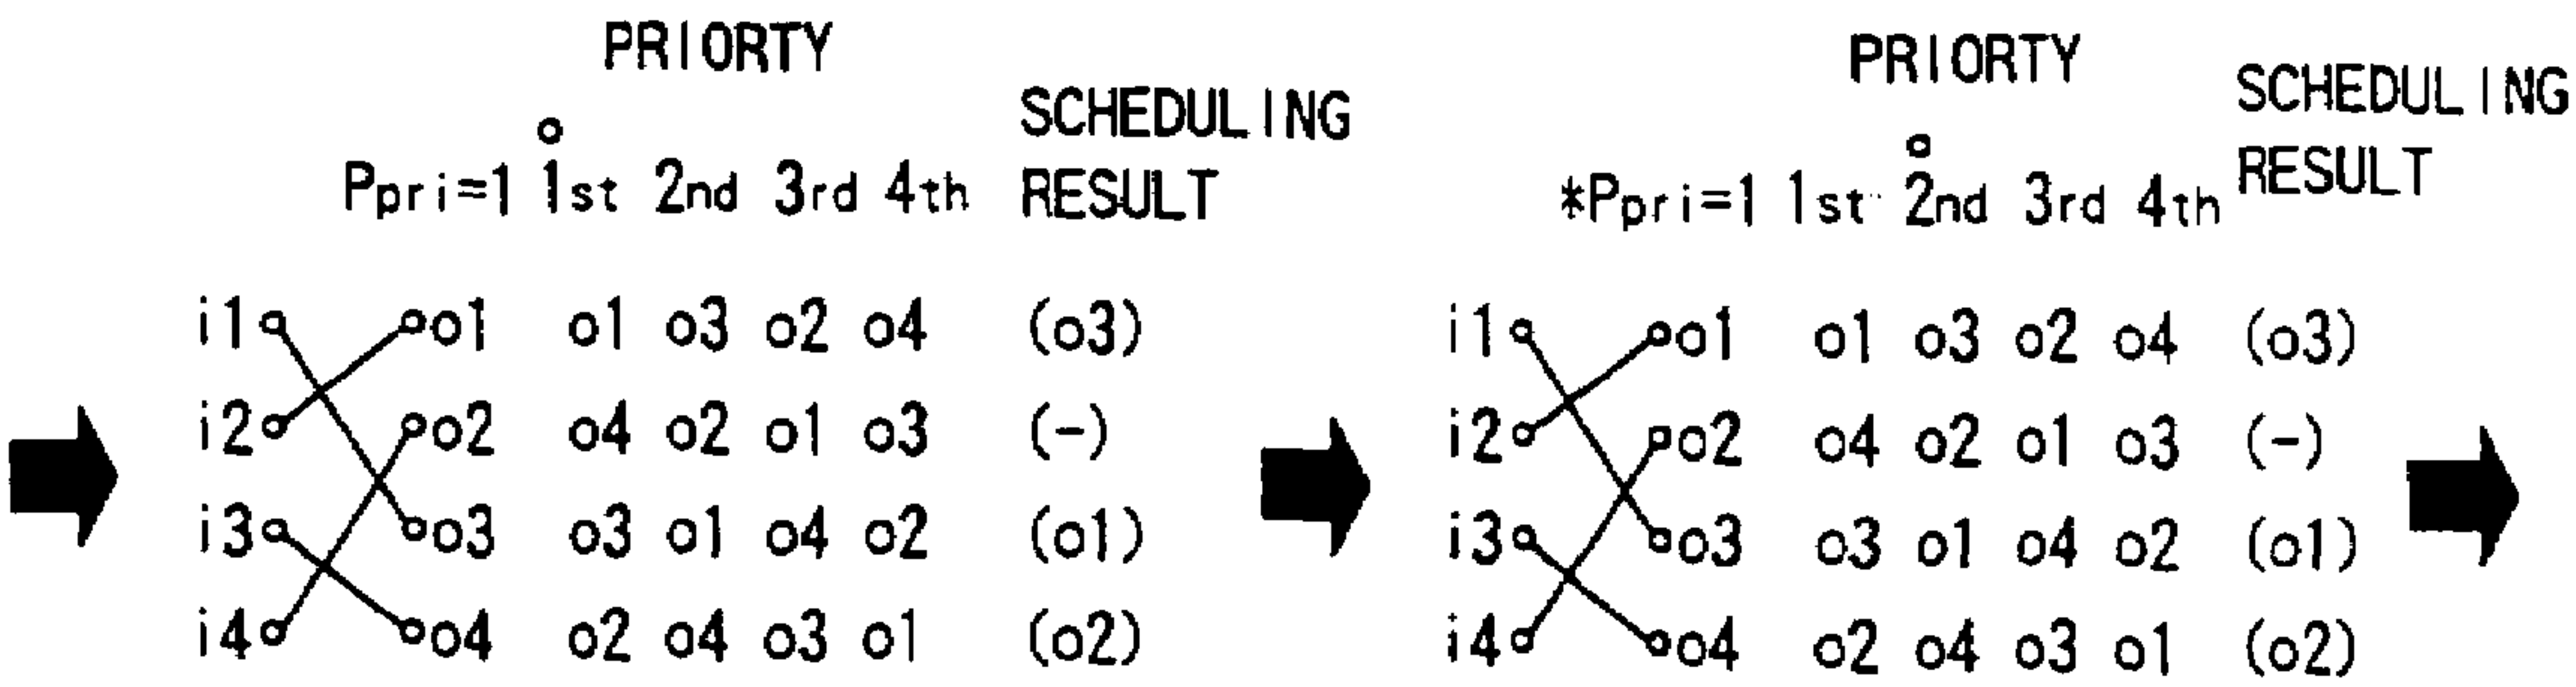 PRIORTY
SCHEDULING
RESULT
Ppri=1 1st 2nd 3rd 4th
i1 o1 o1 o3 o2 o4 (o3)
i2 o2 o4 o2 o1 o3 (-)
i3 o3 o3 o1 o4 o2 (o1)
i4 o4 o2 o4 o3 o1 (o2)
PRIORTY
SCHEDULING
RESULT
*Ppri=1 1st 2nd 3rd 4th
i1 o1 o1 o3 o2 o4 (o3)
i2 o2 o4 o2 o1 o3 (-)
i3 o3 o3 o1 o4 o2 (o1)
i4 o4 o2 o4 o3 o1 (o2)